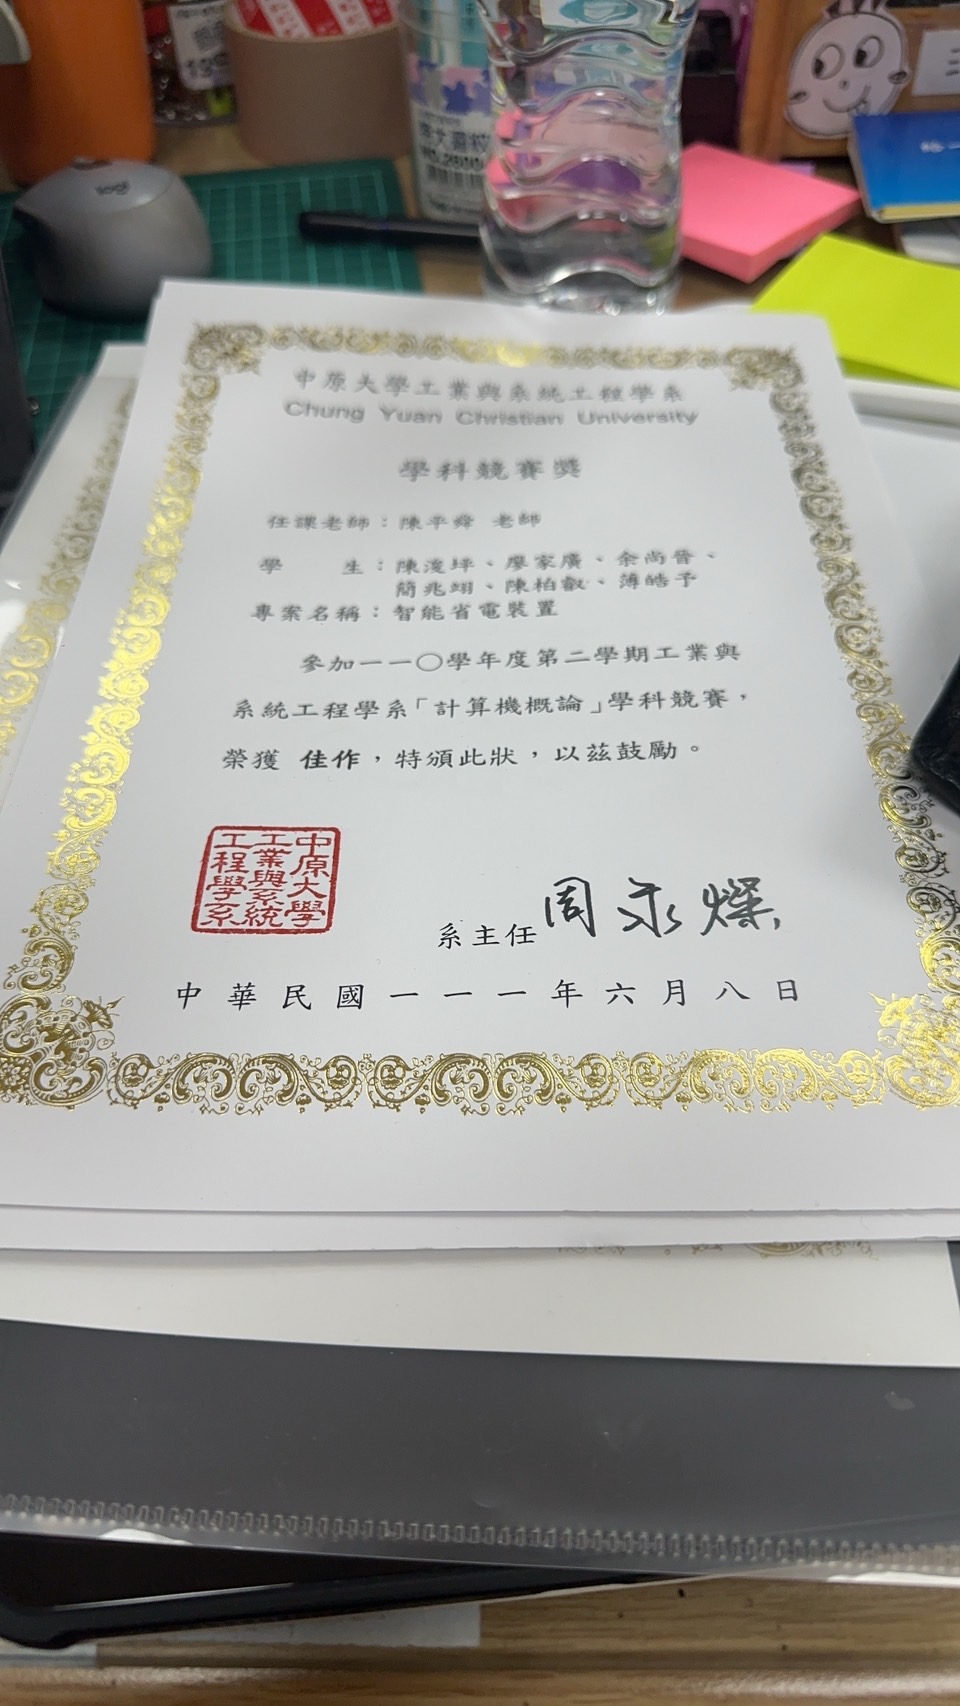 logi
中原大學工業與系統工程學系
Chung Yuan Christian University
學科競賽獎
任課老師：陳平舜 老師
學　　生：陳浚坪、廖家廣、余尚晉、
簡兆翊、陳柏叡、薄皓予
專案名稱：智能省電裝置
參加一一〇學年度第二學期工業與
系統工程學系「計算機概論」學科競賽，
榮獲 佳作，特頒此狀，以茲鼓勵。
中原大學
工業與系統
工程學系
系主任 周永燦
中華民國一一一年六月八日